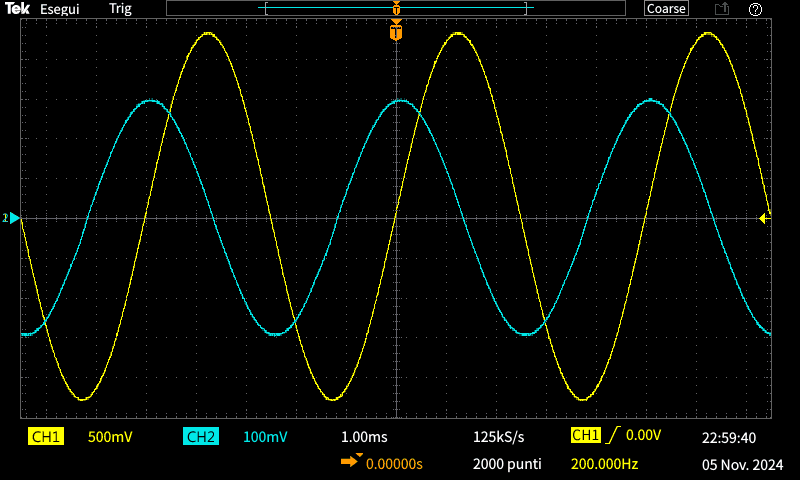 Tek Esegui Trig Coarse ?
T
T
2
CH1 500mV CH2 100mV 1.00ms 125kS/s CH1 0.00V 22:59:40
0.00000s 2000 punti 200.000Hz 05 Nov. 2024